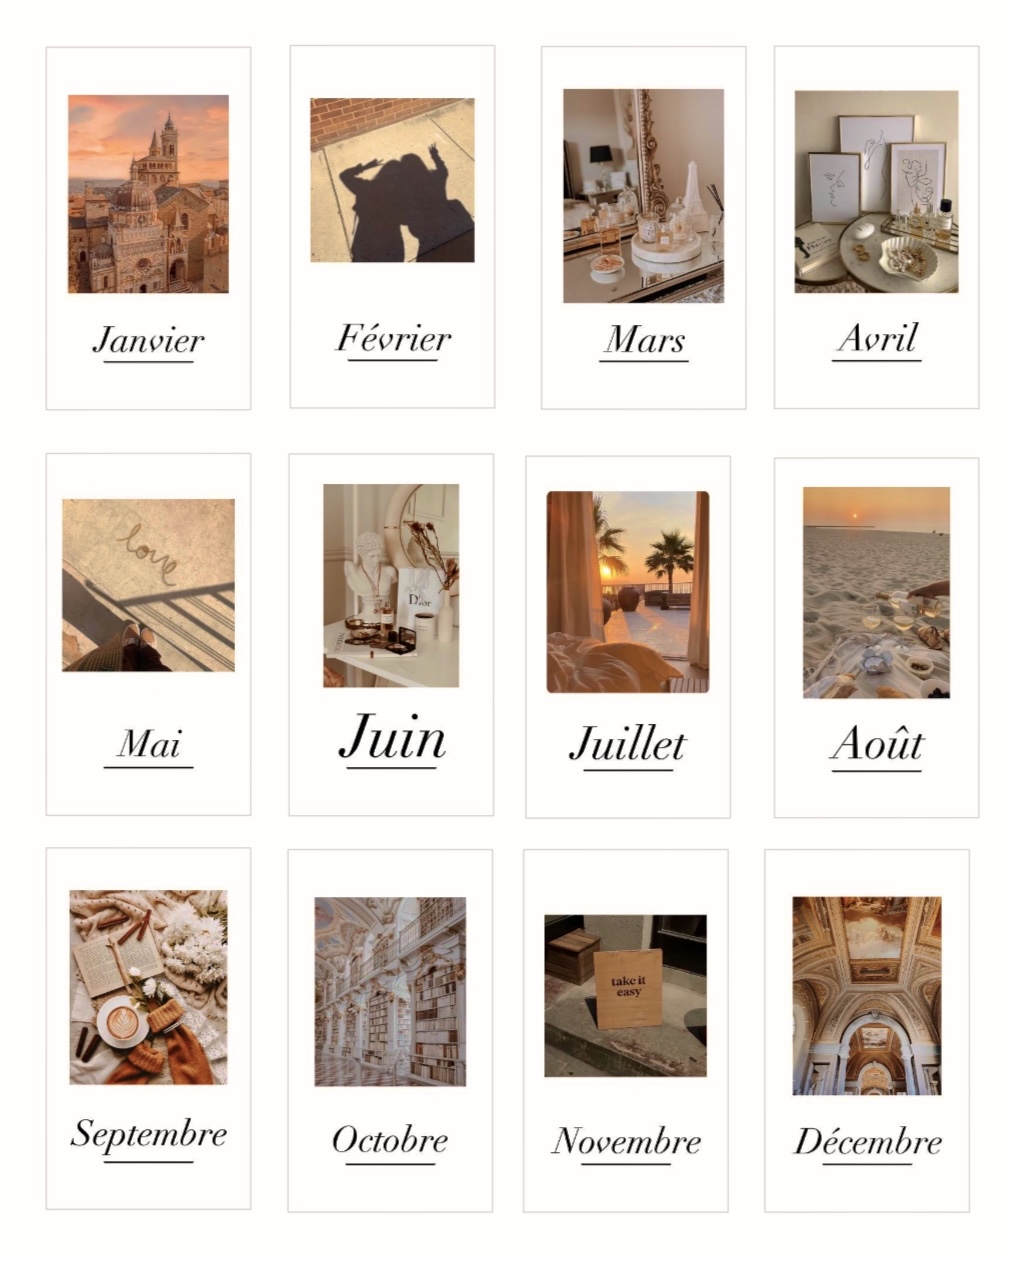 Janvier
Février
Mars
Avril
love
Mai
Dior
Juin
Juillet
Août
take it
easy
Septembre
Octobre
Novembre
Décembre